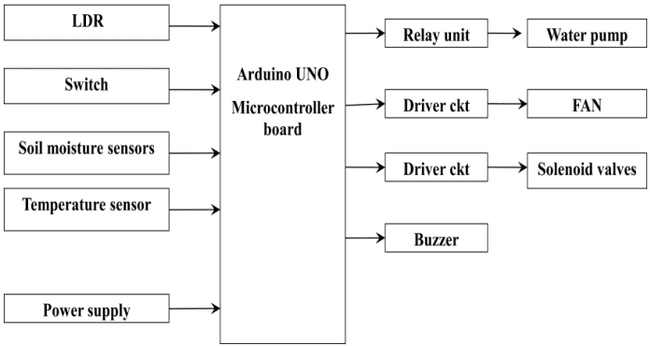 LDR
Switch
Soil moisture sensors
Temperature sensor
Power supply
Arduino UNO
Microcontroller
board
Relay unit
Water pump
Driver ckt
FAN
Driver ckt
Solenoid valves
Buzzer